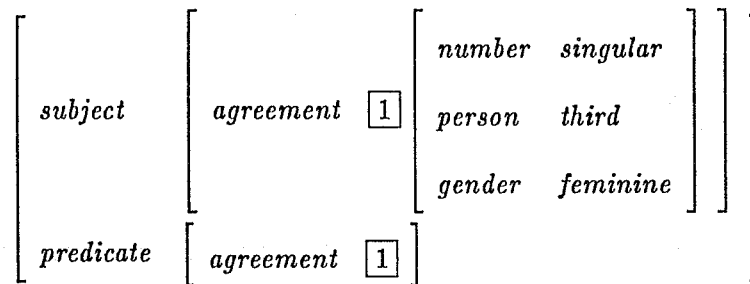 number singular
subject agreement 1 person third
gender feminine
predicate agreement 1